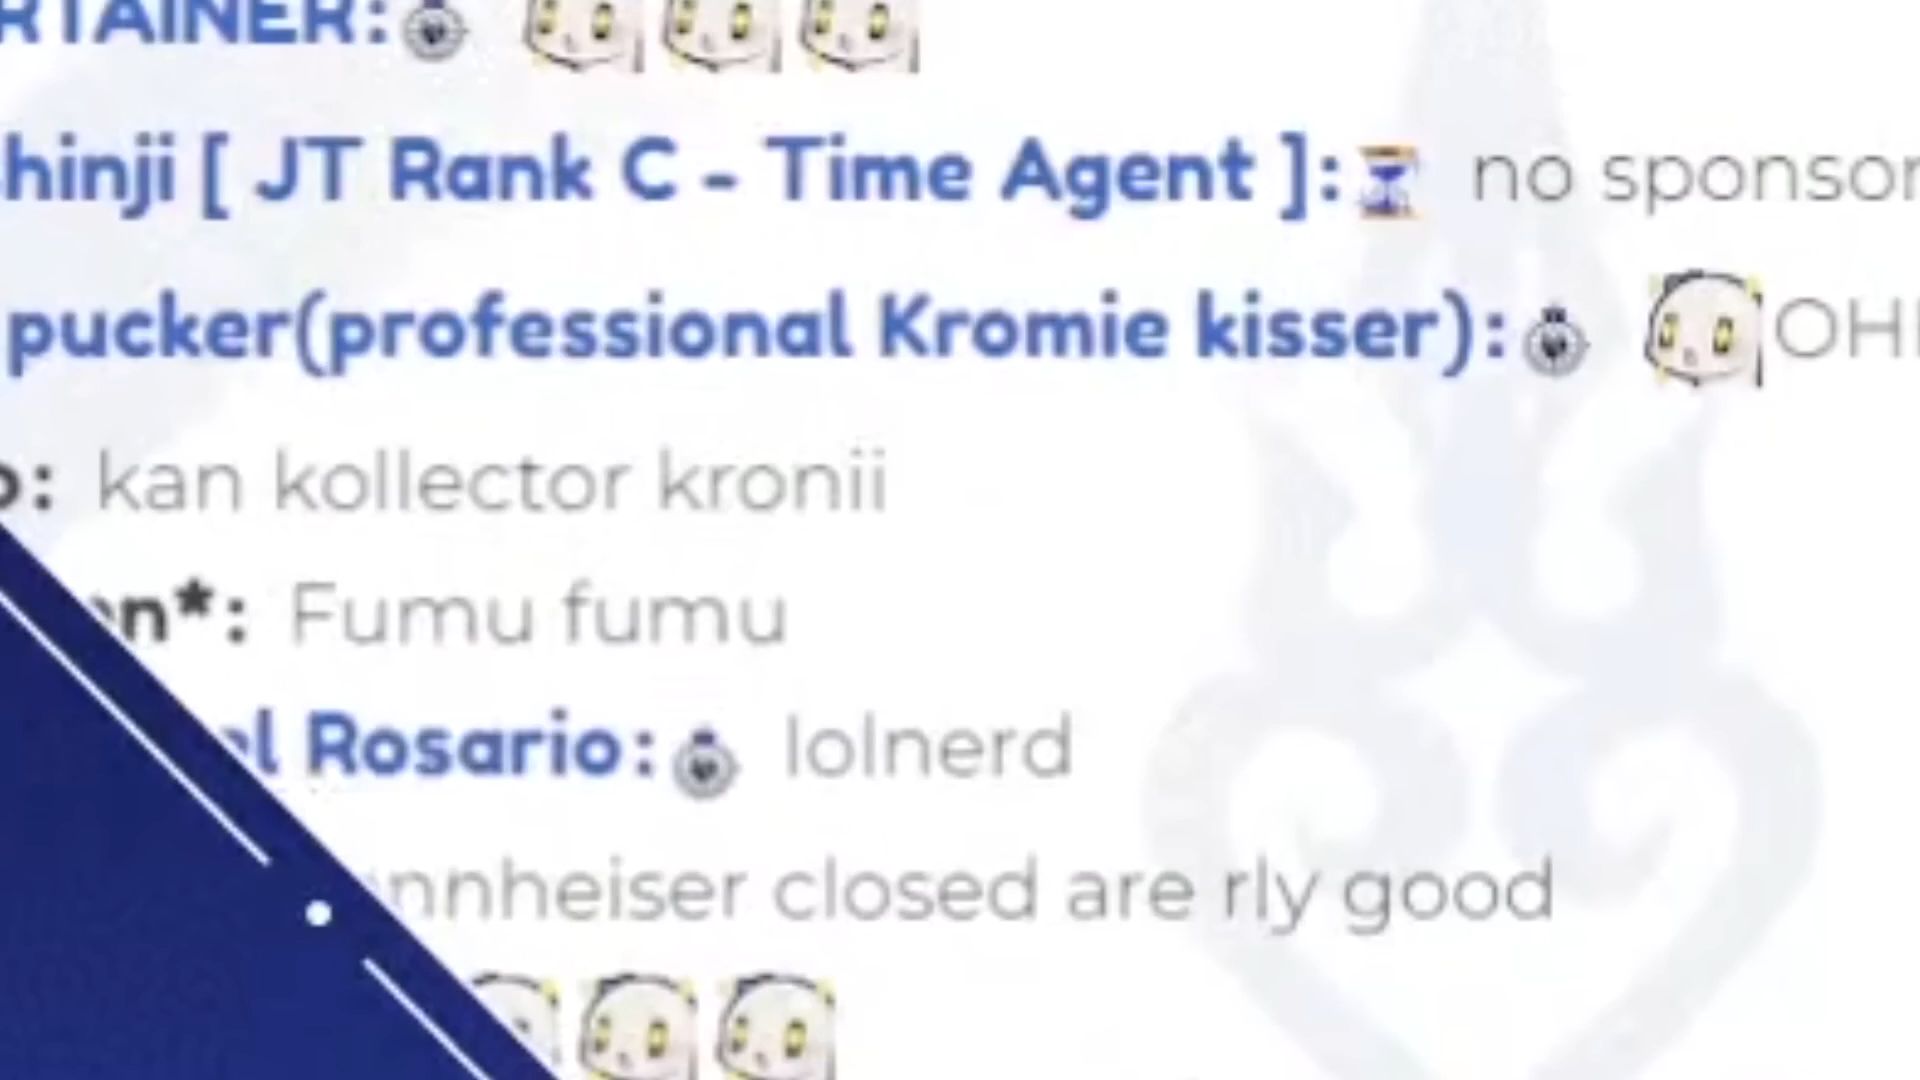 RTAINER:
hinji [ JT Rank C - Time Agent ]: no sponsor
pucker(professional Kromie kisser): OH
: kan kollector kronii
en*: Fumu fumu
el Rosario: lolnerd
nnheiser closed are rly good